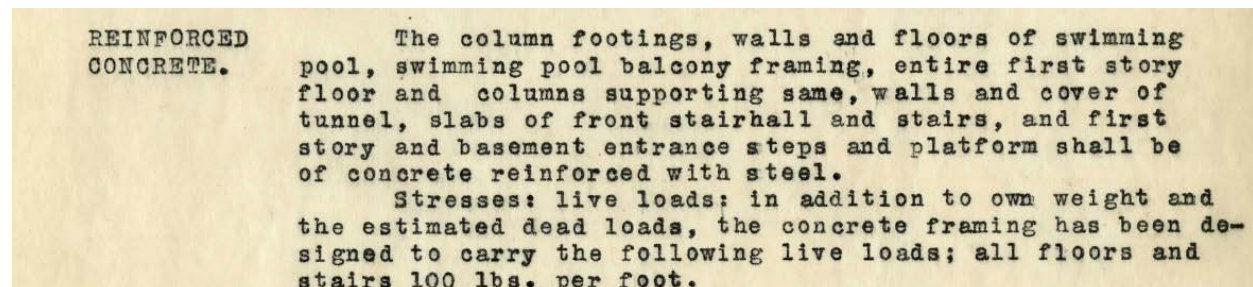 REINFORCED The column footings, walls and floors of swimming
CONCRETE. pool, swimming pool balcony framing, entire first story
floor and columns supporting same, walls and cover of
tunnel, slabs of front stairhall and stairs, and first
story and basement entrance steps and platform shall be
of concrete reinforced with steel.
Stresses: live loads: in addition to own weight and
the estimated dead loads, the concrete framing has been de-
signed to carry the following live loads; all floors and
stairs 100 lbs. per foot.